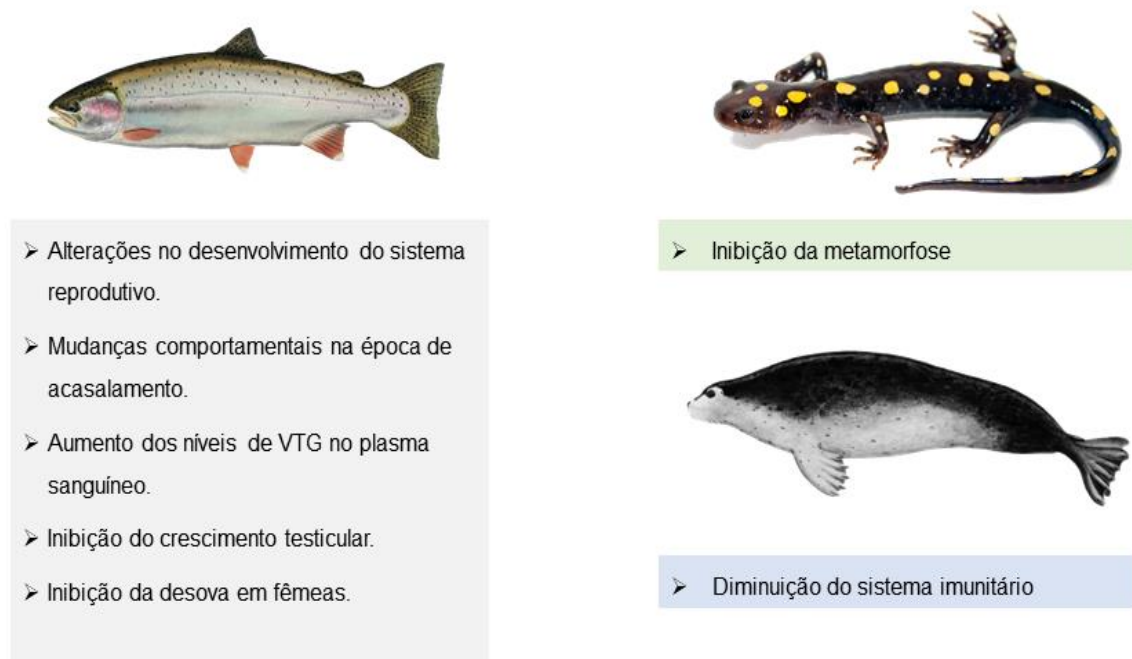 ➢ Alterações no desenvolvimento do sistema
reprodutivo.
➢ Mudanças comportamentais na época de
acasalamento.
➢ Aumento dos níveis de VTG no plasma
sanguíneo.
➢ Inibição do crescimento testicular.
➢ Inibição da desova em fêmeas.
➢ Inibição da metamorfose
➢ Diminuição do sistema imunitário